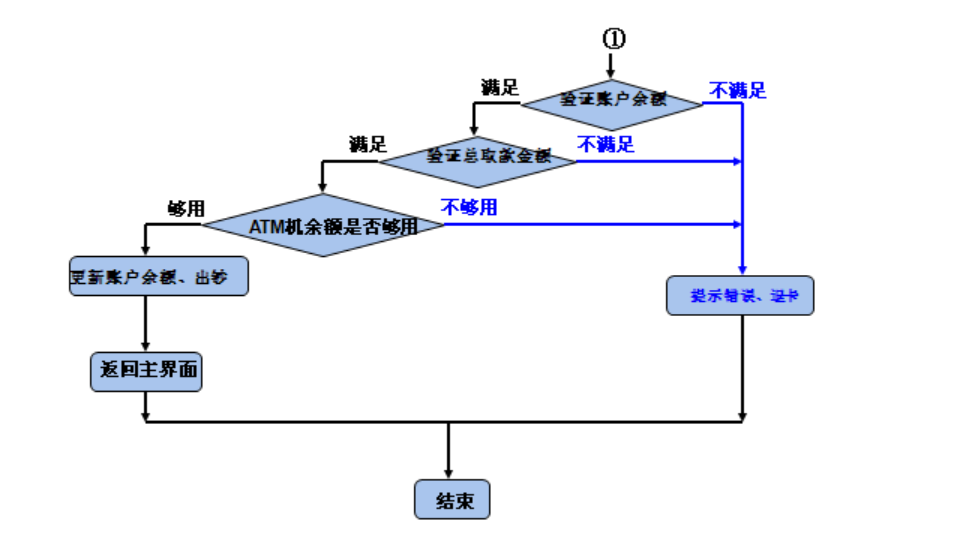 ①
满足
验证账户余额
不满足
满足
验证总取款金额
不满足
够用
ATM机余额是否够用
不够用
更新账户余额、出钞
提示错误、退卡
返回主界面
结束